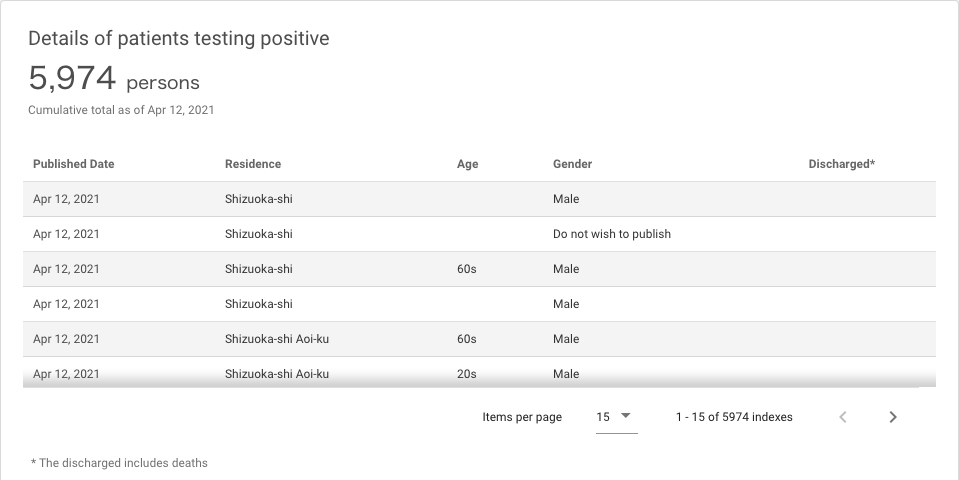 Details of patients testing positive
5,974 persons
Cumulative total as of Apr 12, 2021
Published Date Residence Age Gender Discharged*
Apr 12, 2021 Shizuoka-shi Male
Apr 12, 2021 Shizuoka-shi Do not wish to publish
Apr 12, 2021 Shizuoka-shi 60s Male
Apr 12, 2021 Shizuoka-shi Male
Apr 12, 2021 Shizuoka-shi Aoi-ku 60s Male
Apr 12, 2021 Shizuoka-shi Aoi-ku 20s Male
Items per page 15 1 - 15 of 5974 indexes
* The discharged includes deaths